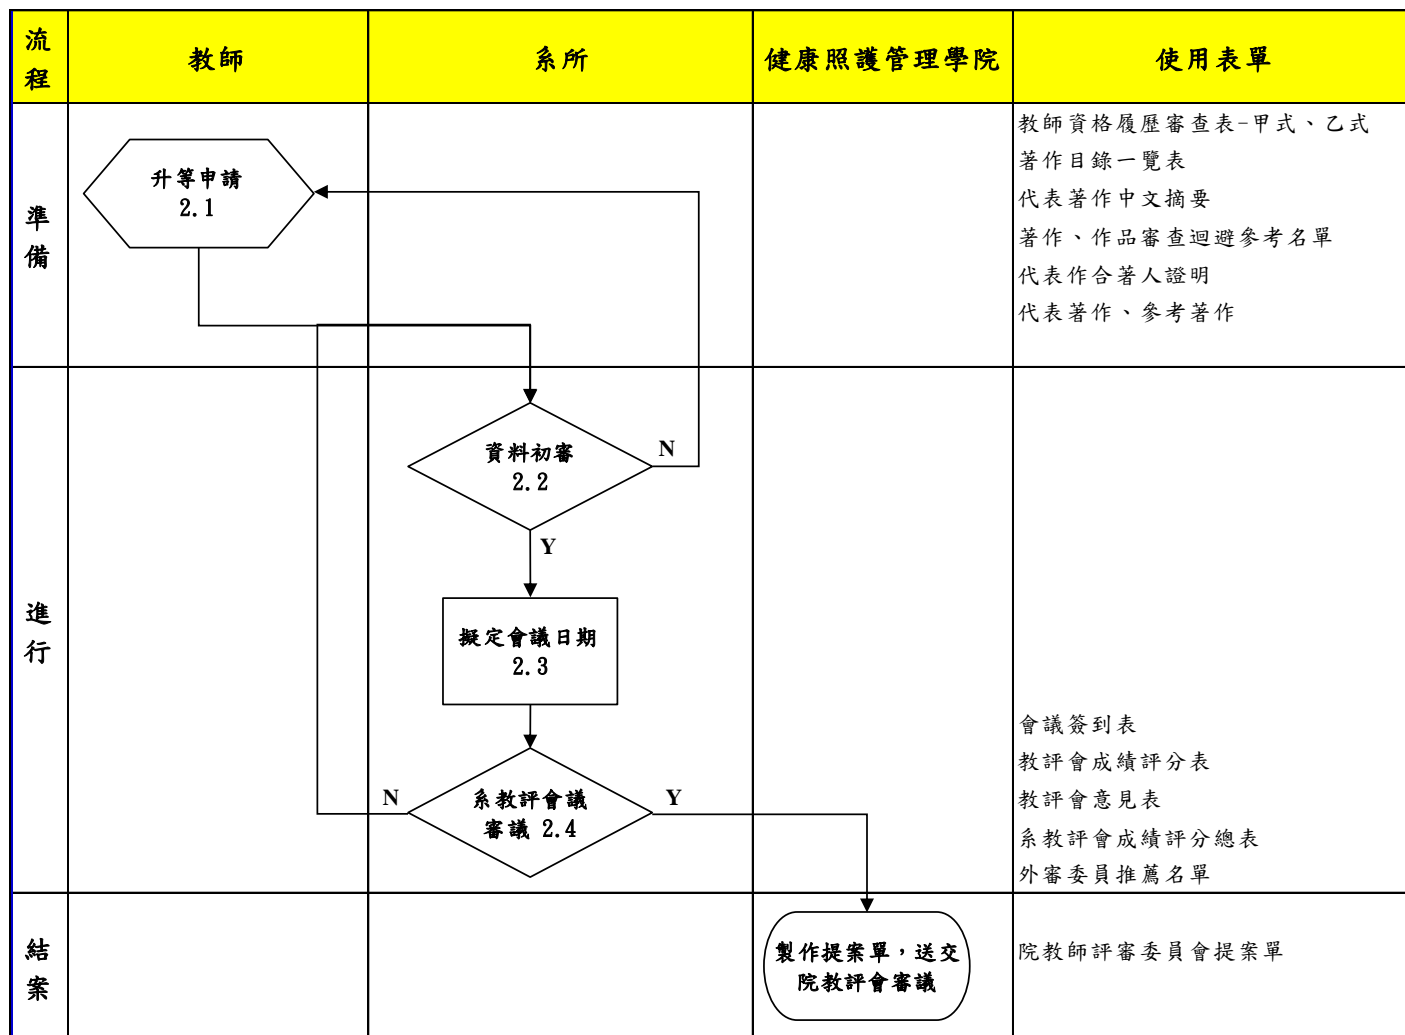 流程
教師
系所
健康照護管理學院
使用表單
準備
升等申請
2.1
教師資格履歷審查表-甲式、乙式
著作目錄一覽表
代表著作中文摘要
著作、作品審查迴避參考名單
代表作合著人證明
代表著作、參考著作
進行
資料初審
2.2
N
Y
擬定會議日期
2.3
N
系教評會議
審議 2.4
Y
會議簽到表
教評會成績評分表
教評會意見表
系教評會成績評分總表
外審委員推薦名單
結案
製作提案單，送交
院教評會審議
院教師評審委員會提案單